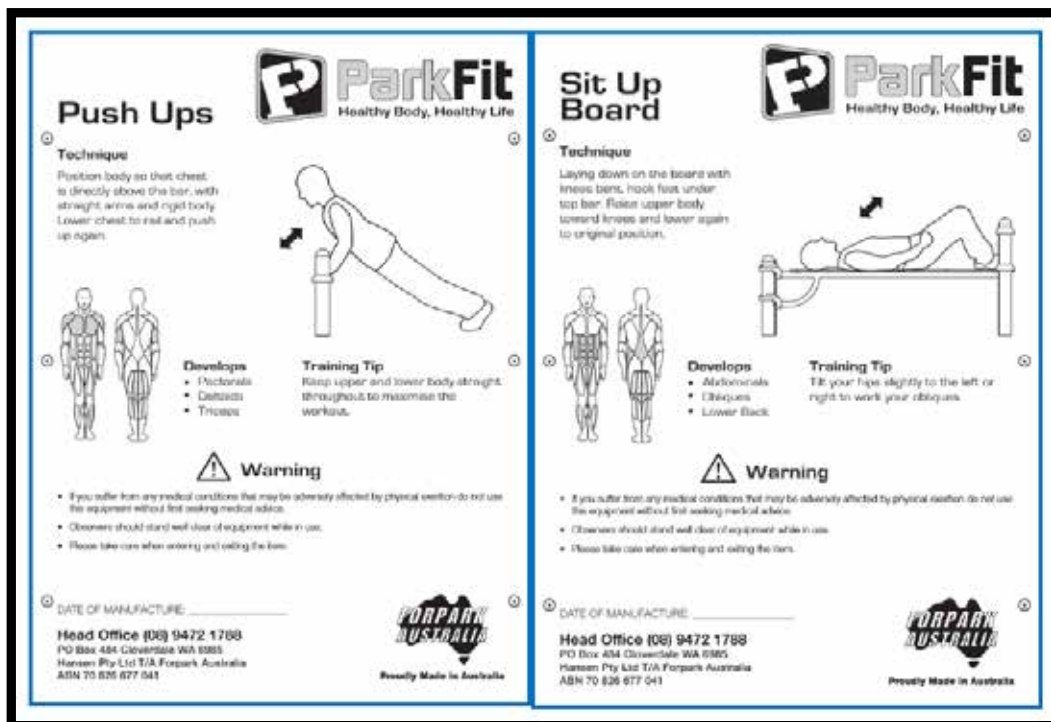 Push Ups
ParkFit
Healthy Body, Healthy Life
Technique
Position body so that chest
is directly above the bar, with
straight arms and rigid body.
Lower chest to rail and push
up again.
Develops
• Pectorals
• Deltoids
• Triceps
Training Tip
Keep upper and lower body straight
throughout to maximise the
workout.
Warning
• If you suffer from any medical conditions that may be adversely affected by physical exertion do not use
the equipment without first seeking medical advice.
• Observers should stand well clear of equipment while in use.
• Please take care when entering and exiting the item.
DATE OF MANUFACTURE:
Head Office (08) 9472 1788
PO Box 484 Cloverdale WA 6985
Hansen Pty Ltd T/A Forpark Australia
ABN 70 826 677 041
FORPARK
AUSTRALIA
Proudly Made in Australia
Sit Up
Board
ParkFit
Healthy Body, Healthy Life
Technique
Laying down on the board with
knees bent, hook feet under
top bar. Raise upper body
toward knees and lower again
to original position.
Develops
• Abdominals
• Obliques
• Lower Back
Training Tip
Tilt your hips slightly to the left or
right to work your obliques.
Warning
• If you suffer from any medical conditions that may be adversely affected by physical exertion do not use
the equipment without first seeking medical advice.
• Observers should stand well clear of equipment while in use.
• Please take care when entering and exiting the item.
DATE OF MANUFACTURE:
Head Office (08) 9472 1788
PO Box 484 Cloverdale WA 6985
Hansen Pty Ltd T/A Forpark Australia
ABN 70 826 677 041
FORPARK
AUSTRALIA
Proudly Made in Australia